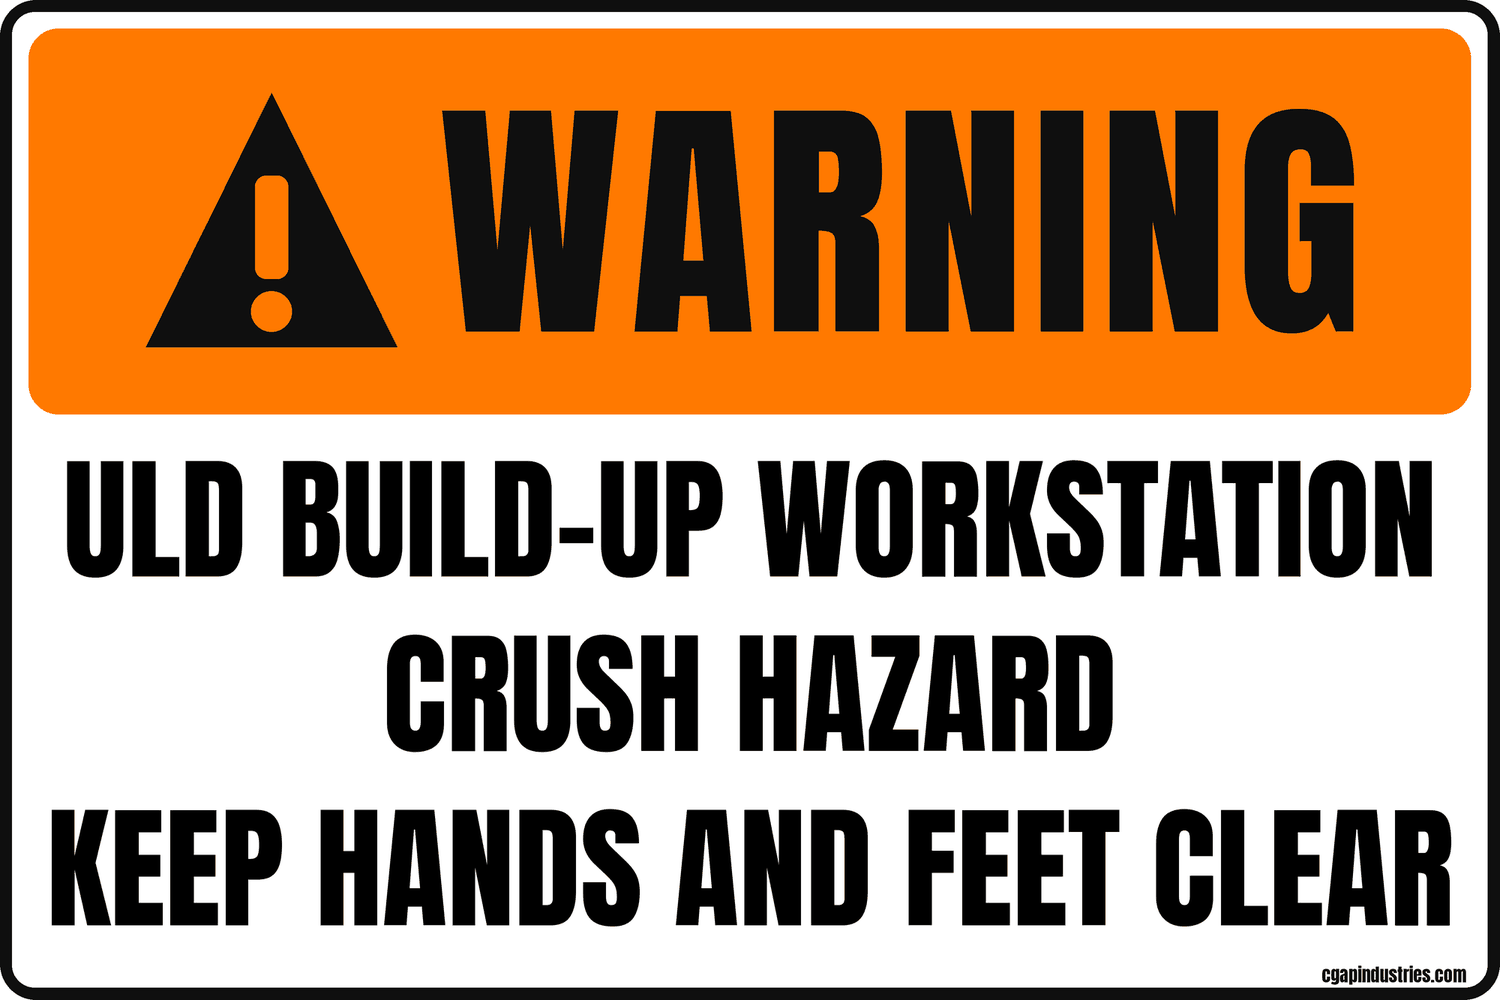 WARNING
ULD BUILD-UP WORKSTATION
CRUSH HAZARD
KEEP HANDS AND FEET CLEAR
cgapindustries.com